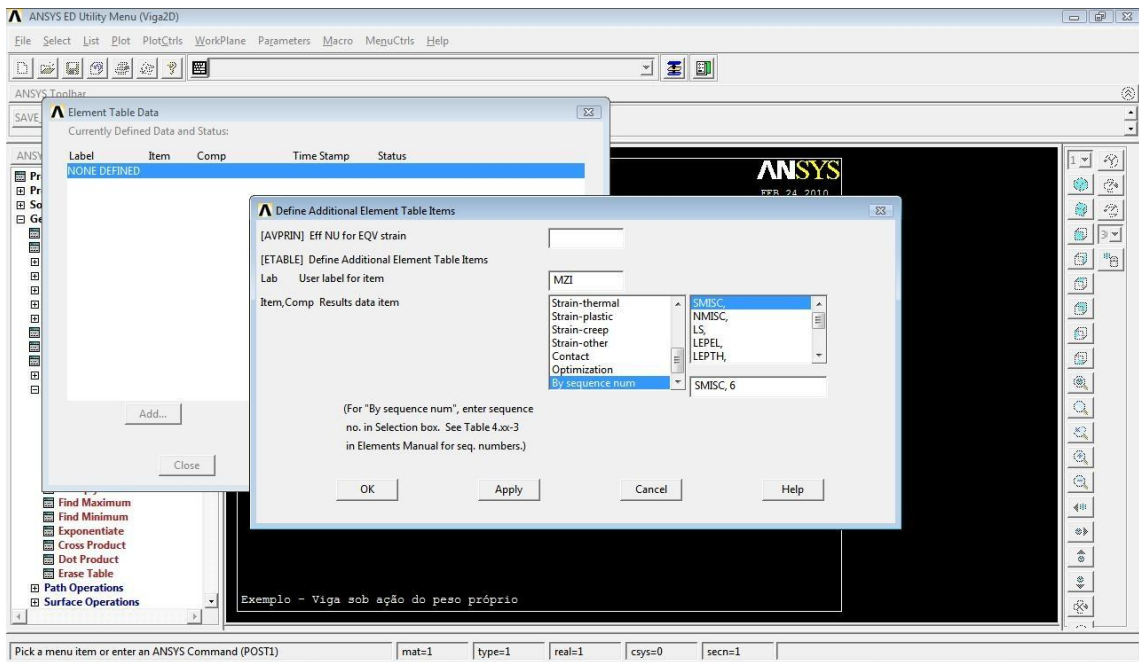 ANSYS ED Utility Menu (Viga2D)
File Select List Plot PlotCtrls WorkPlane Parameters Macro MenuCtrls Help
ANSYS Toolbar
SAVE_
Element Table Data
Currently Defined Data and Status:
Label Item Comp Time Stamp Status
NONE DEFINED
Add...
Close
ANSYS
FEB 24 2010
Define Additional Element Table Items
[AVPRIN] Eff NU for EQV strain
[ETABLE] Define Additional Element Table Items
Lab User label for item MZI
Item,Comp Results data item
Strain-thermal
Strain-plastic
Strain-creep
Strain-other
Contact
Optimization
By sequence num
SMISC,
NMISC,
LS,
LEPEL,
LEPTH,
SMISC, 6
(For "By sequence num", enter sequence
no. in Selection box. See Table 4.xx-3
in Elements Manual for seq. numbers.)
OK Apply Cancel Help
ANSY
Pr
Pr
So
Ge
Find Maximum
Find Minimum
Exponentiate
Cross Product
Dot Product
Erase Table
Path Operations
Surface Operations
Exemplo - Viga sob ação do peso próprio
1
3
Pick a menu item or enter an ANSYS Command (POST1) mat=1 type=1 real=1 csys=0 secn=1